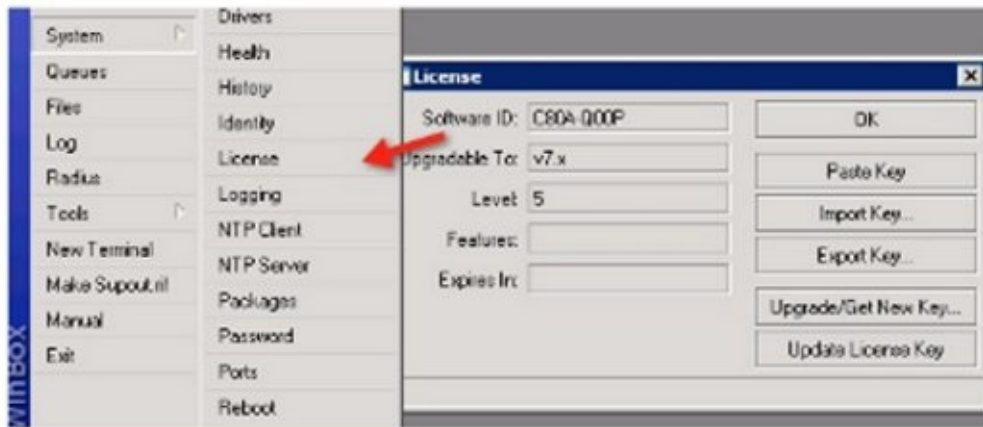 System
Queues
Files
Log
Radius
Tools
New Terminal
Make Supout.rif
Manual
Exit
WinBox
Drivers
Health
History
Identity
License
Logging
NTP Client
NTP Server
Packages
Password
Ports
Reboot
License
Software ID: C80A-Q00P
Upgradable To: v7.x
Level: 5
Features:
Expires In:
OK
Paste Key
Import Key...
Export Key...
Upgrade/Get New Key...
Update License Key